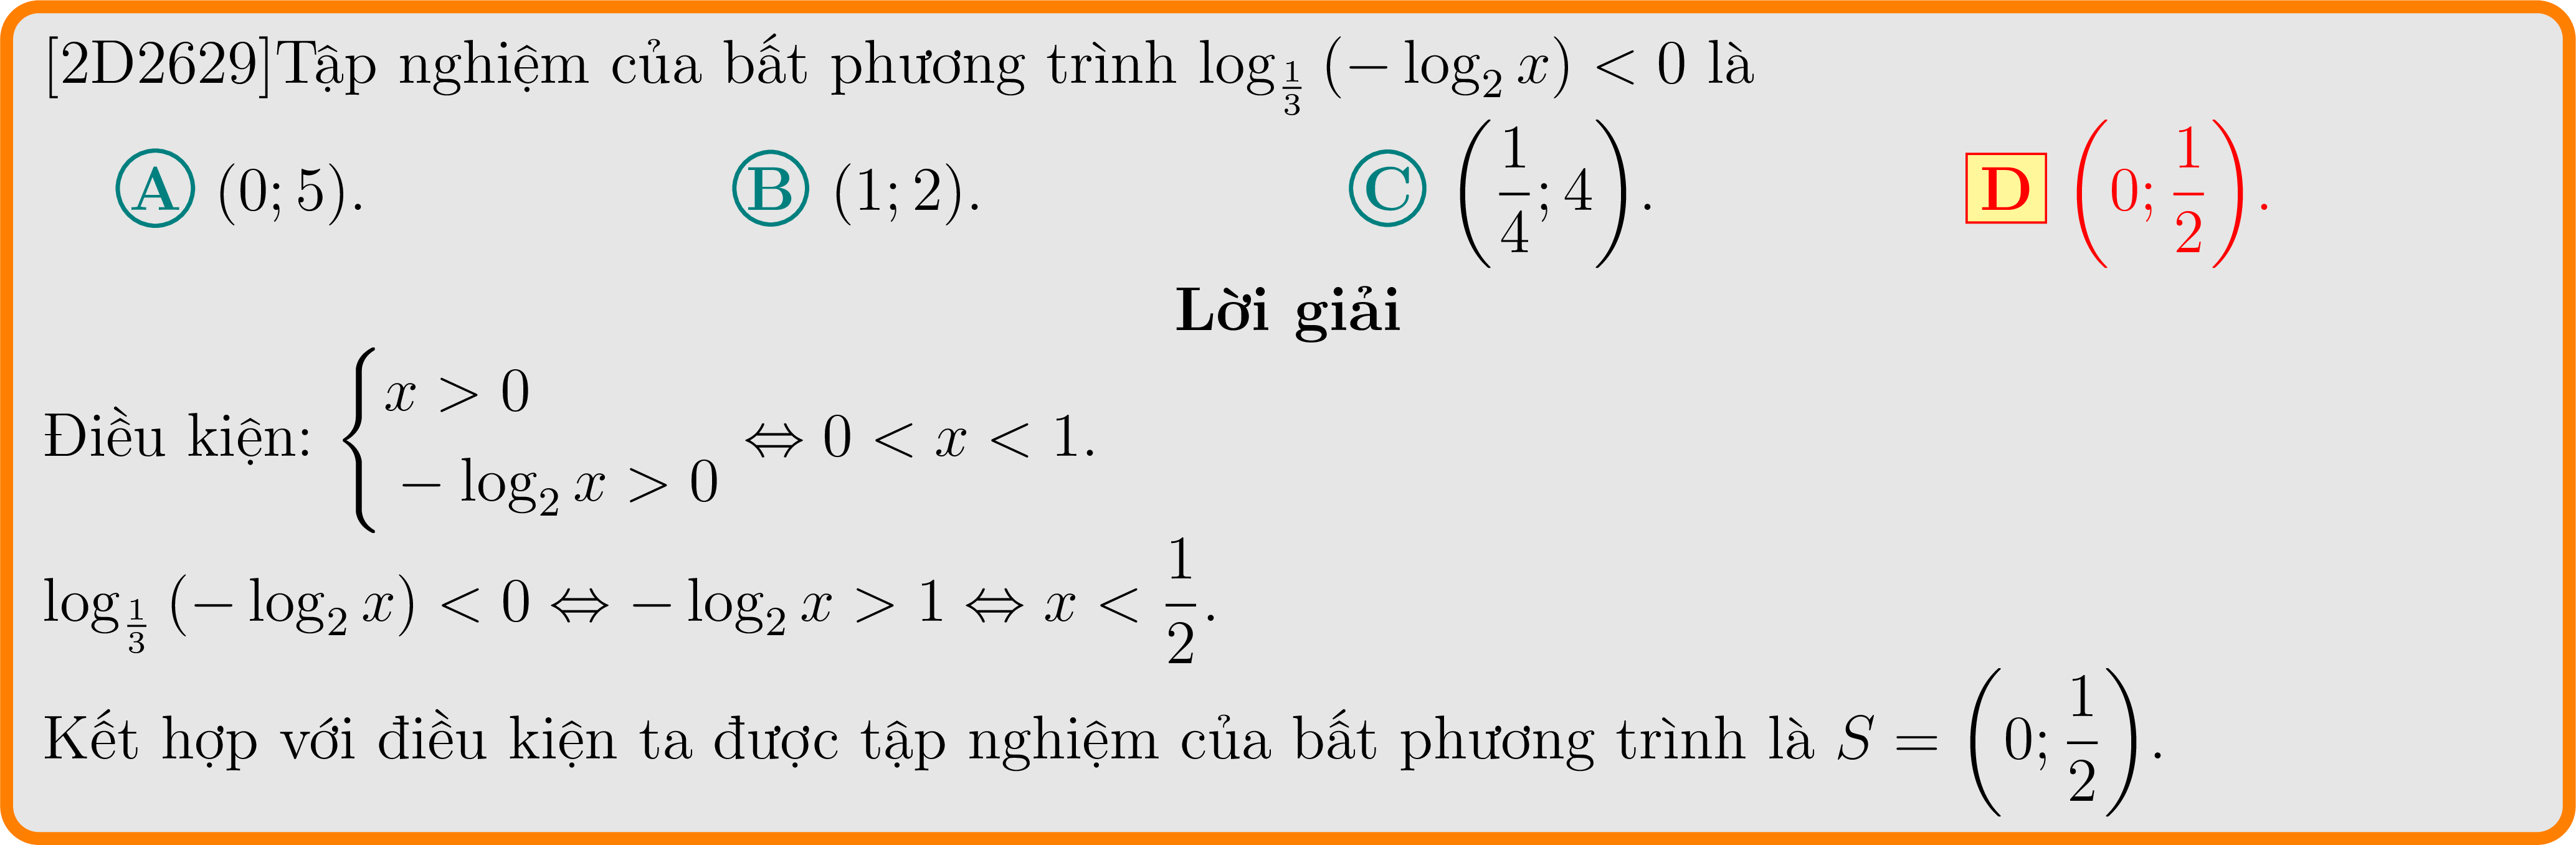 [2D2629]Tập nghiệm của bất phương trình $\log_{\frac{1}{3}}(-\log_2 x) < 0$ là
A (0; 5). B (1; 2). C $\left(\frac{1}{4}; 4\right)$. D $\left(0; \frac{1}{2}\right)$.
Lời giải
Điều kiện: $\begin{cases} x > 0 \\ -\log_2 x > 0 \end{cases} \Leftrightarrow 0 < x < 1.$
$\log_{\frac{1}{3}}(-\log_2 x) < 0 \Leftrightarrow -\log_2 x > 1 \Leftrightarrow x < \frac{1}{2}.$
Kết hợp với điều kiện ta được tập nghiệm của bất phương trình là $S = \left(0; \frac{1}{2}\right)$.